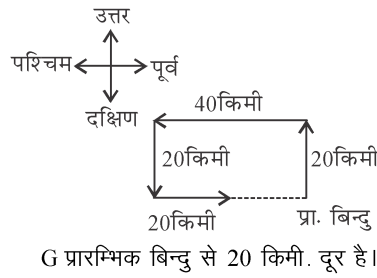 उत्तर
पश्चिम पूर्व
दक्षिण
40किमी
20किमी 20किमी
20किमी प्रा. बिन्दु
G प्रारम्भिक बिन्दु से 20 किमी. दूर है।